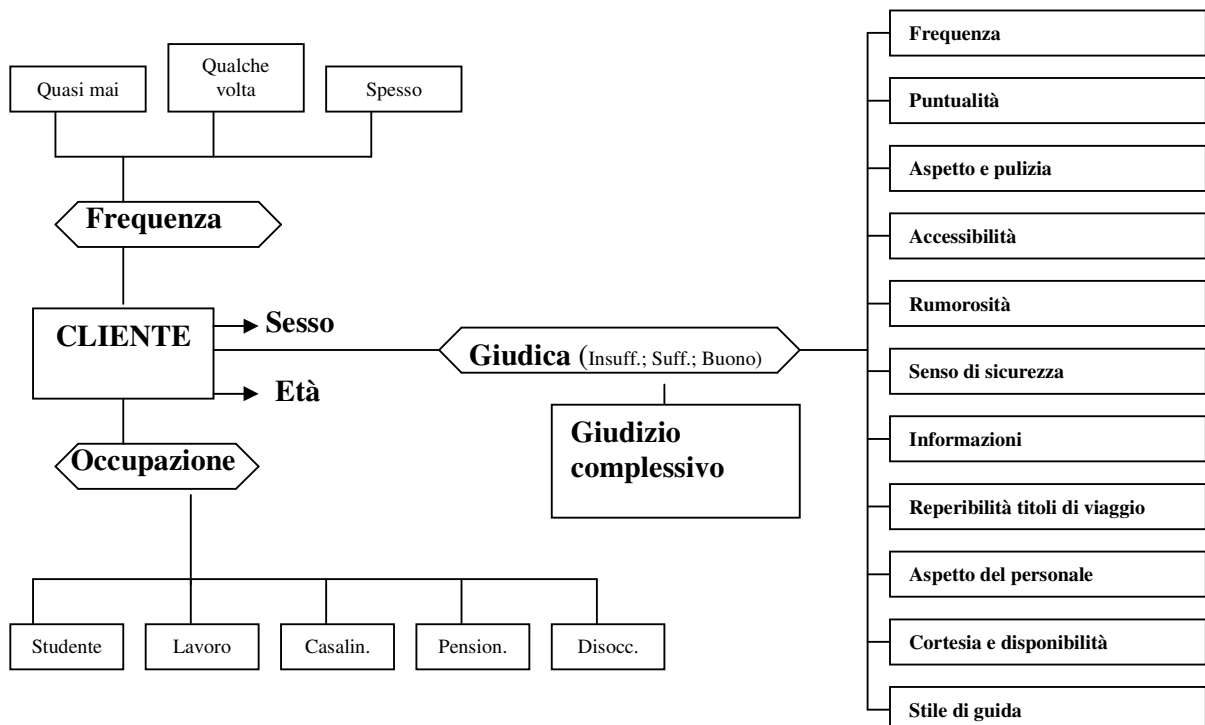 Quasi mai
Qualche
volta
Spesso
Frequenza
CLIENTE
Sesso
Età
Occupazione
Studente
Lavoro
Casalin.
Pension.
Disocc.
Giudica (Insuff.; Suff.; Buono)
Giudizio
complessivo
Frequenza
Puntualità
Aspetto e pulizia
Accessibilità
Rumorosità
Senso di sicurezza
Informazioni
Reperibilità titoli di viaggio
Aspetto del personale
Cortesia e disponibilità
Stile di guida